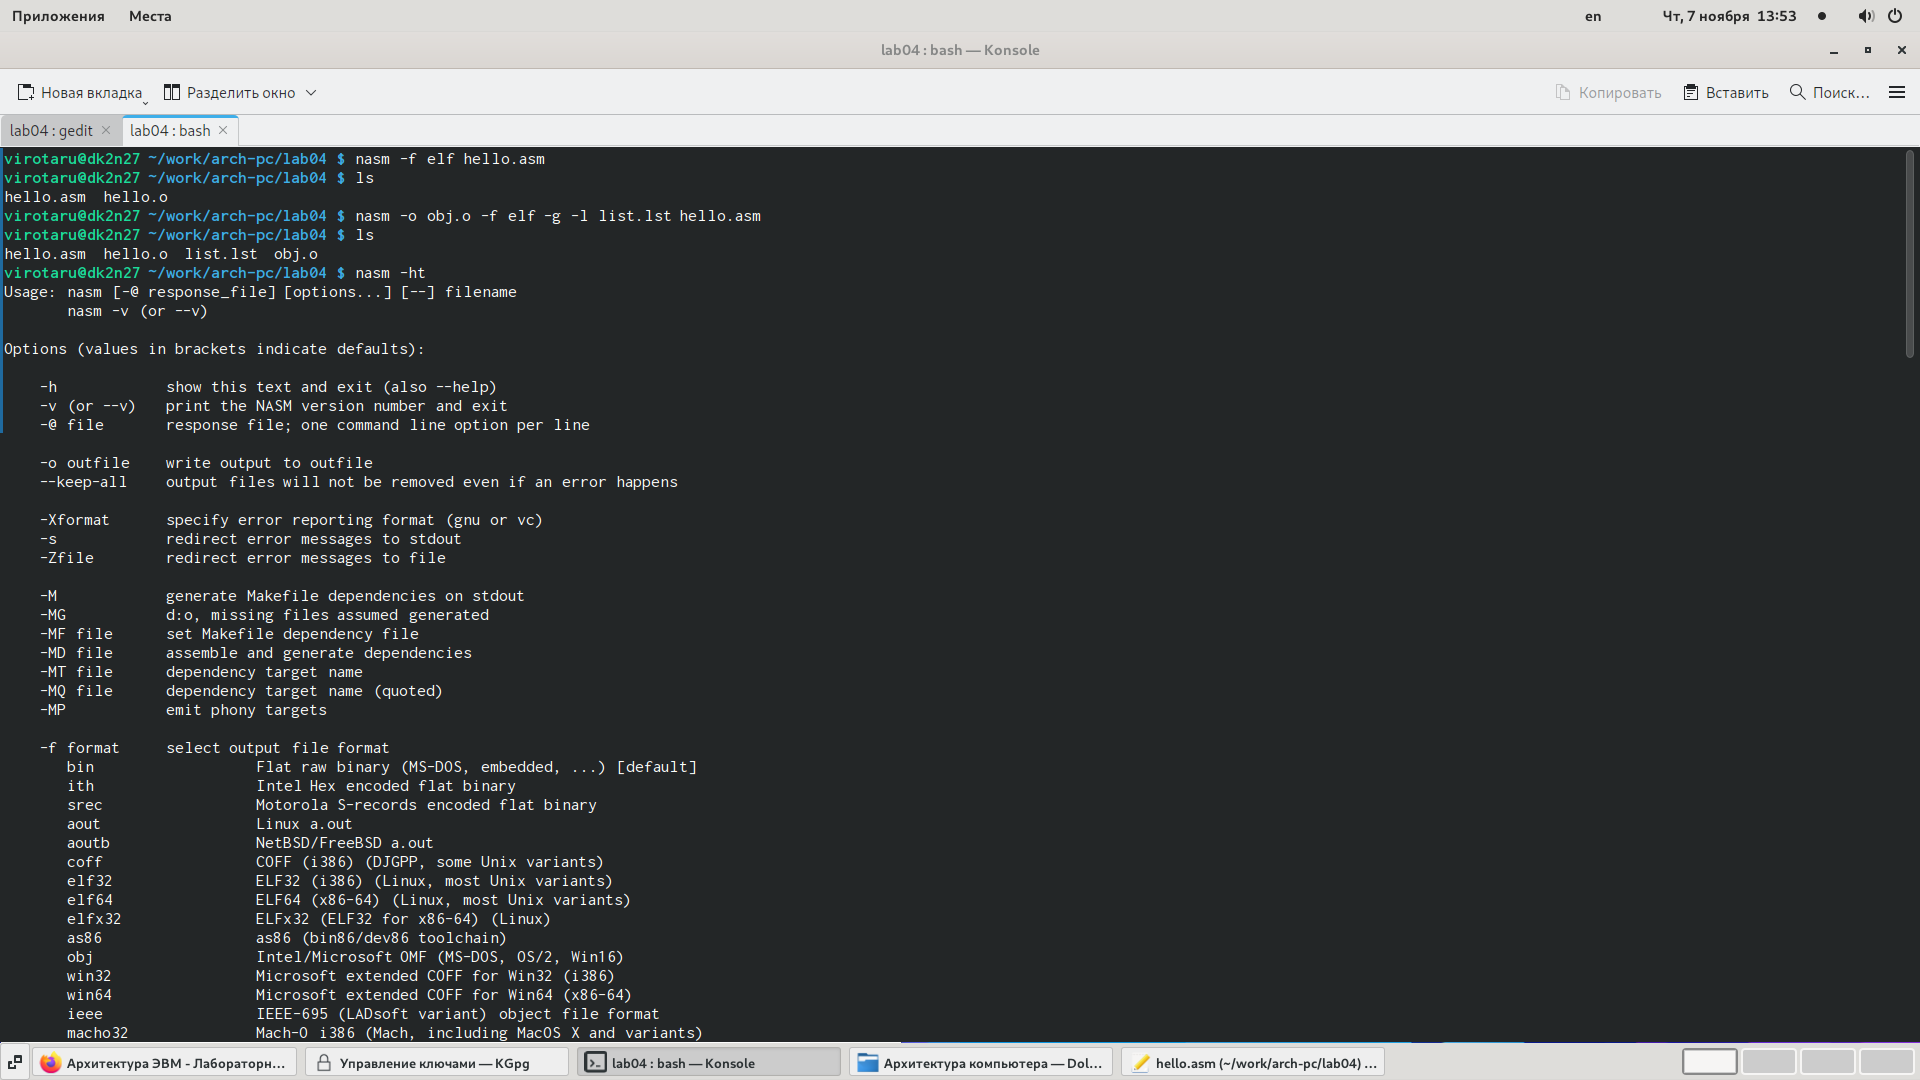 Приложения Места en Чт, 7 ноября 13:53
lab04 : bash — Konsole
Новая вкладка Разделить окно Копировать Вставить Поиск...
lab04 : gedit lab04 : bash
virotaru@dk2n27 ~/work/arch-pc/lab04 $ nasm -f elf hello.asm
virotaru@dk2n27 ~/work/arch-pc/lab04 $ ls
hello.asm  hello.o
virotaru@dk2n27 ~/work/arch-pc/lab04 $ nasm -o obj.o -f elf -g -l list.lst hello.asm
virotaru@dk2n27 ~/work/arch-pc/lab04 $ ls
hello.asm  hello.o  list.lst  obj.o
virotaru@dk2n27 ~/work/arch-pc/lab04 $ nasm -ht
Usage: nasm [-@ response_file] [options...] [--] filename
       nasm -v (or --v)
Options (values in brackets indicate defaults):
    -h            show this text and exit (also --help)
    -v (or --v)   print the NASM version number and exit
    -@ file       response file; one command line option per line
    -o outfile    write output to outfile
    --keep-all    output files will not be removed even if an error happens
    -Xformat      specify error reporting format (gnu or vc)
    -s            redirect error messages to stdout
    -Zfile        redirect error messages to file
    -M            generate Makefile dependencies on stdout
    -MG           d:o, missing files assumed generated
    -MF file      set Makefile dependency file
    -MD file      assemble and generate dependencies
    -MT file      dependency target name
    -MQ file      dependency target name (quoted)
    -MP           emit phony targets
    -f format     select output file format
       bin                  Flat raw binary (MS-DOS, embedded, ...) [default]
       ith                  Intel Hex encoded flat binary
       srec                 Motorola S-records encoded flat binary
       aout                 Linux a.out
       aoutb                NetBSD/FreeBSD a.out
       coff                 COFF (i386) (DJGPP, some Unix variants)
       elf32                ELF32 (i386) (Linux, most Unix variants)
       elf64                ELF64 (x86-64) (Linux, most Unix variants)
       elfx32               ELFx32 (ELF32 for x86-64) (Linux)
       as86                 as86 (bin86/dev86 toolchain)
       obj                  Intel/Microsoft OMF (MS-DOS, OS/2, Win16)
       win32                Microsoft extended COFF for Win32 (i386)
       win64                Microsoft extended COFF for Win64 (x86-64)
       ieee                 IEEE-695 (LADsoft variant) object file format
       macho32              Mach-O i386 (Mach, including MacOS X and variants)
Архитектура ЭВМ - Лабораторн... Управление ключами — KGpg lab04 : bash — Konsole Архитектура компьютера — Dol... hello.asm (~/work/arch-pc/lab04) ...